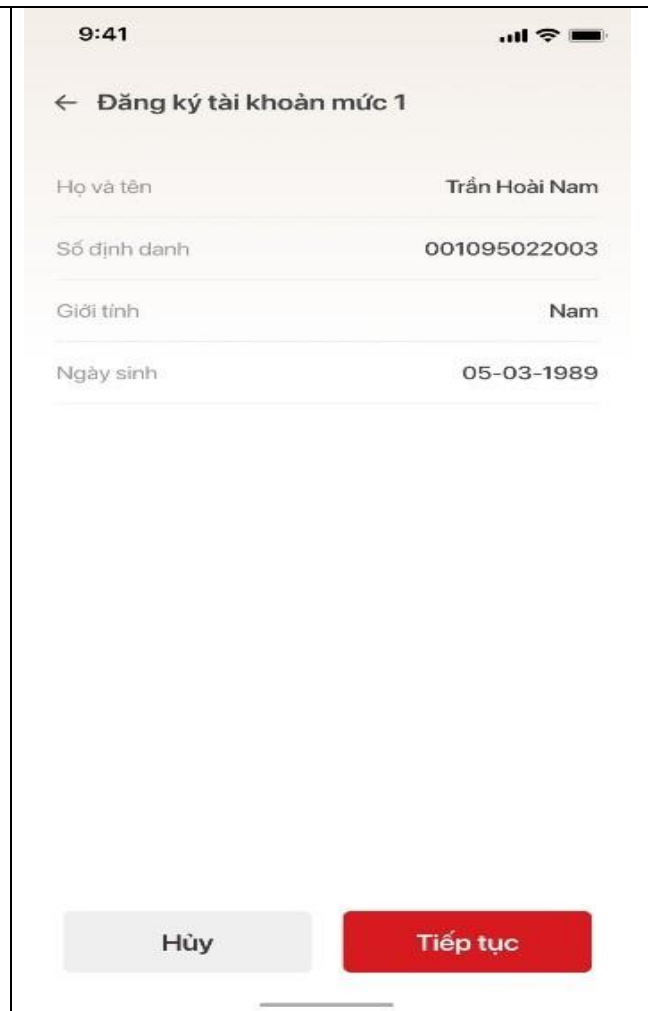 9:41
← Đăng ký tài khoản mức 1
Họ và tên Trần Hoài Nam
Số định danh 001095022003
Giới tính Nam
Ngày sinh 05-03-1989
Hủy Tiếp tục